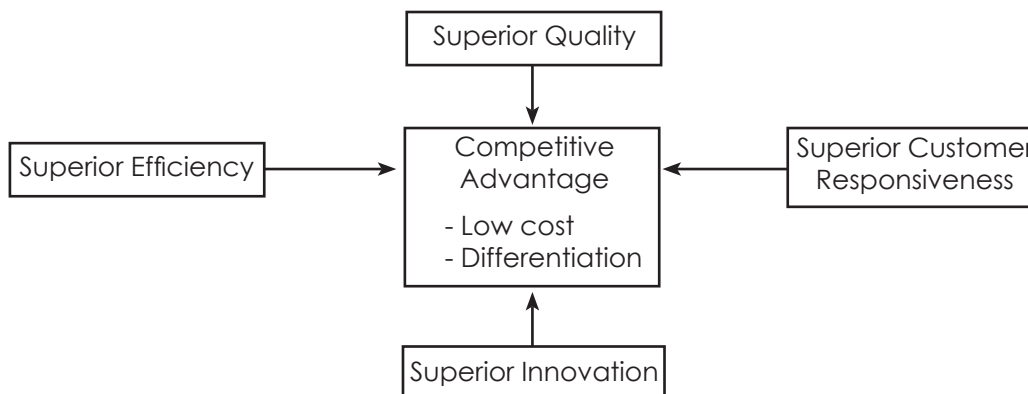 Superior Quality
Superior Efficiency
Competitive
Advantage
- Low cost
- Differentiation
Superior Customer
Responsiveness
Superior Innovation